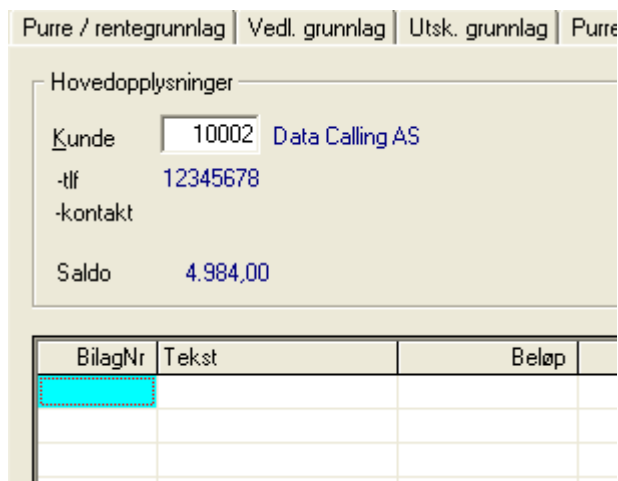 Purre / rentegrunnlag Vedl. grunnlag Utsk. grunnlag Purre
Hovedopplysninger
Kunde 10002 Data Calling AS
-tlf 12345678
-kontakt
Saldo 4.984,00
BilagNr Tekst Beløp